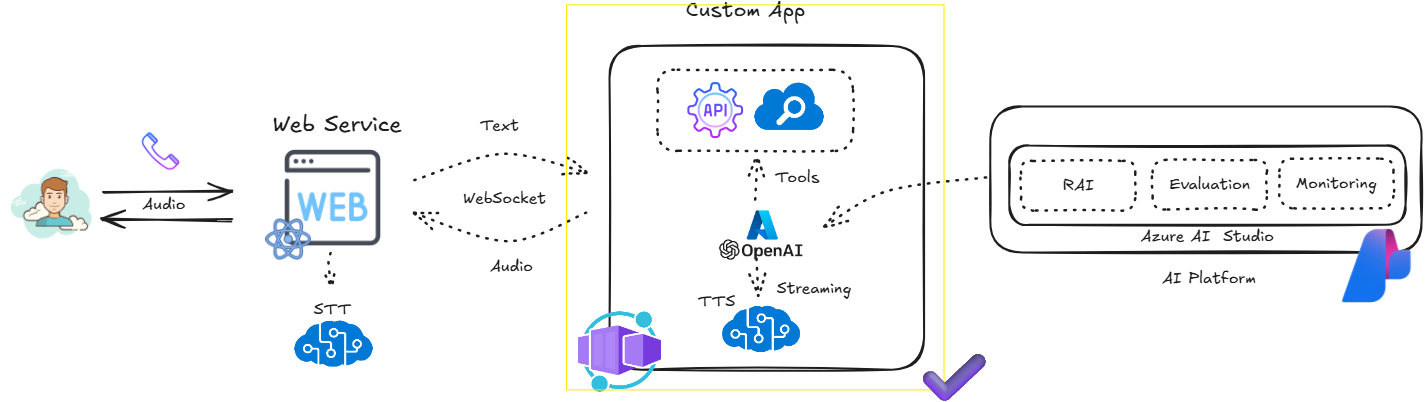 Custom App
API
Web Service
Text
WEB
Audio
WebSocket
Tools
RAI
Evaluation
Monitoring
OpenAI
Azure AI Studio
Audio
AI Platform
TTS
Streaming
STT